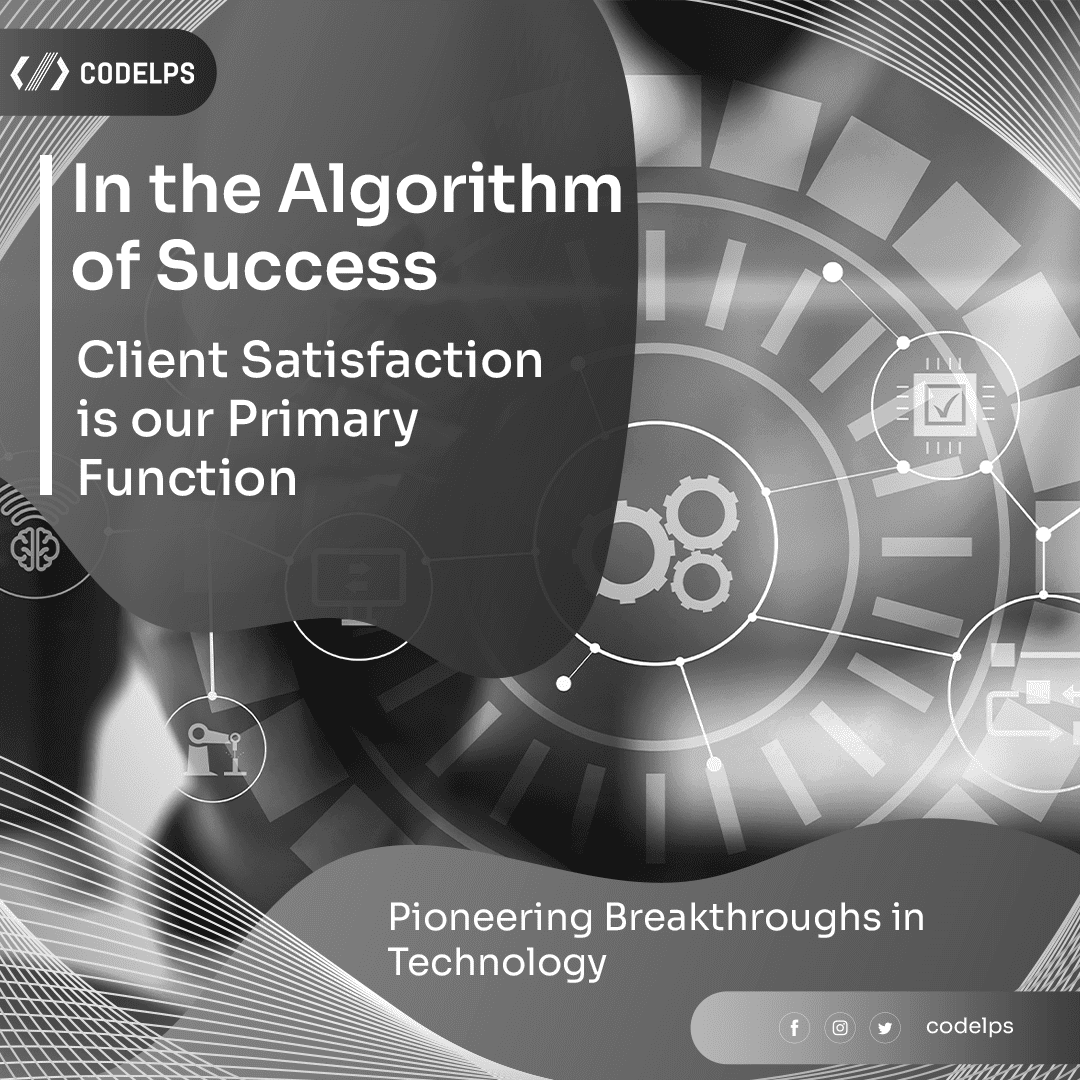 CODELPS
In the Algorithm
of Success
Client Satisfaction
is our Primary
Function
Pioneering Breakthroughs in
Technology
codelps